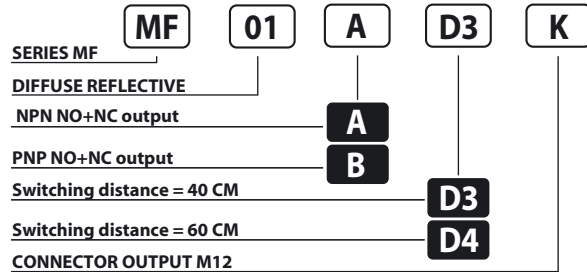 MF 01 A D3 K
SERIES MF
DIFFUSE REFLECTIVE
NPN NO+NC output A
PNP NO+NC output B
Switching distance = 40 CM D3
Switching distance = 60 CM D4
CONNECTOR OUTPUT M12